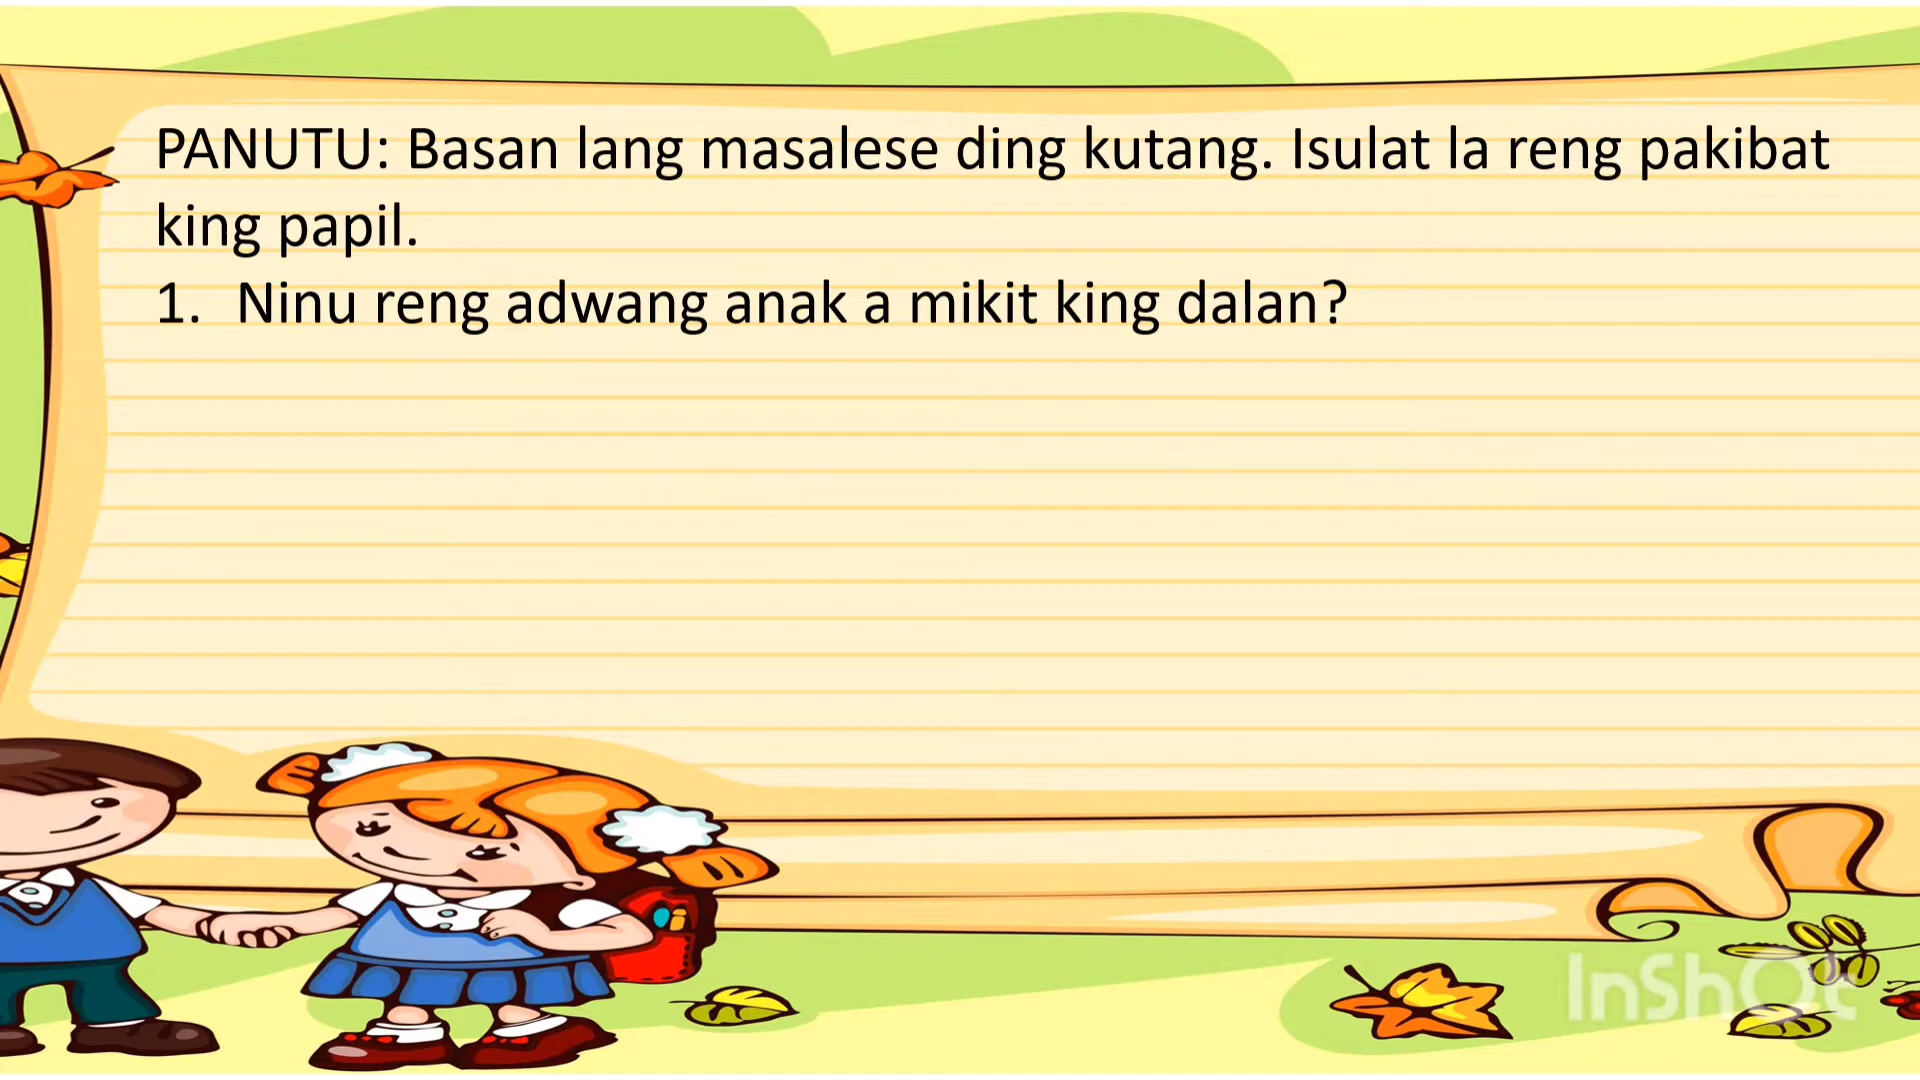 PANUTU: Basan lang masalese ding kutang. Isulat la reng pakibat
king papil.
1. Ninu reng adwang anak a mikit king dalan?
InShOt